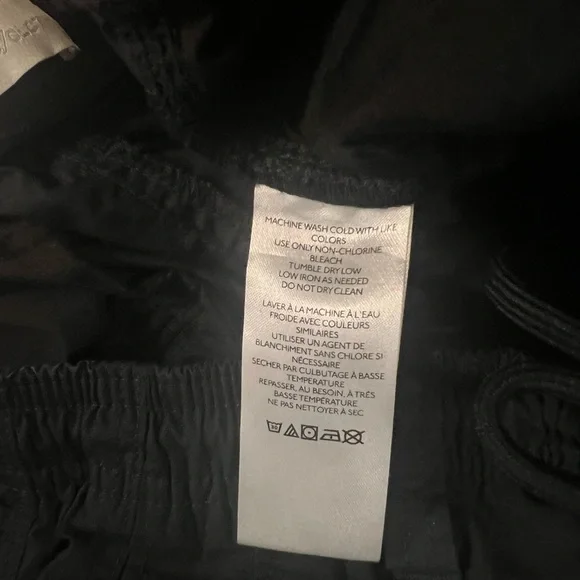 MACHINE WASH COLD WITH LIKE
COLORS
USE ONLY NON-CHLORINE
BLEACH
TUMBLE DRY LOW
LOW IRON AS NEEDED
DO NOT DRY CLEAN
LAVER À LA MACHINE À L'EAU
FROIDE AVEC COULEURS
SIMILAIRES
UTILISER UN AGENT DE
BLANCHIMENT SANS CHLORE SI
NÉCESSAIRE
SECHER PAR CULBUTAGE À BASSE
TEMPERATURE
REPASSER, AU BESOIN, À TRÈS
BASSE TEMPÉRATURE
NE PAS NETTOYER À SEC